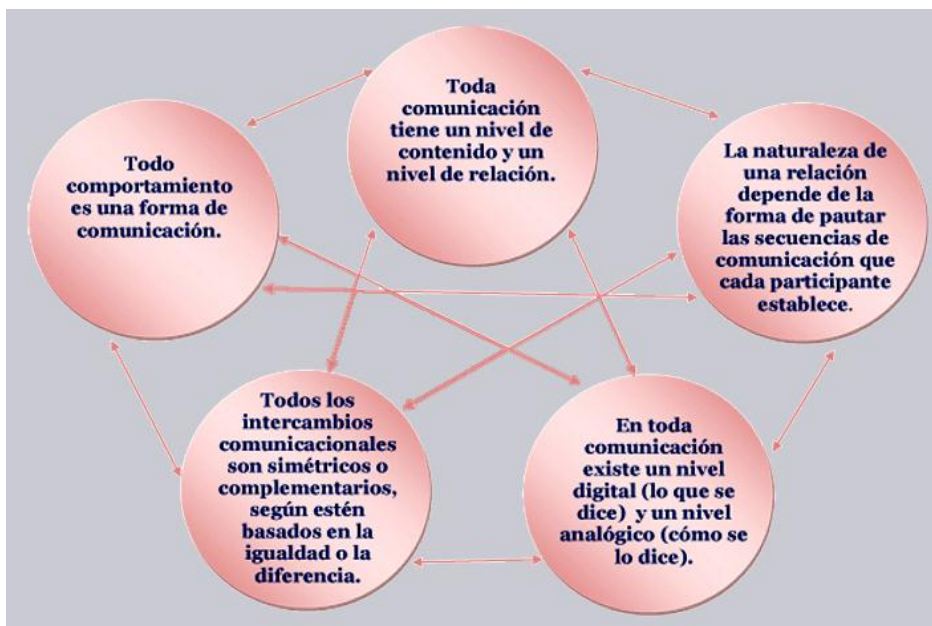 Toda
comunicación
tiene un nivel de
contenido y un
nivel de relación.
Todo
comportamiento
es una forma de
comunicación.
La naturaleza de
una relación
depende de la
forma de pautar
las secuencias de
comunicación que
cada participante
establece.
Todos los
intercambios
comunicacionales
son simétricos o
complementarios,
según estén
basados en la
igualdad o la
diferencia.
En toda
comunicación
existe un nivel
digital (lo que se
dice) y un nivel
analógico (cómo se
lo dice).